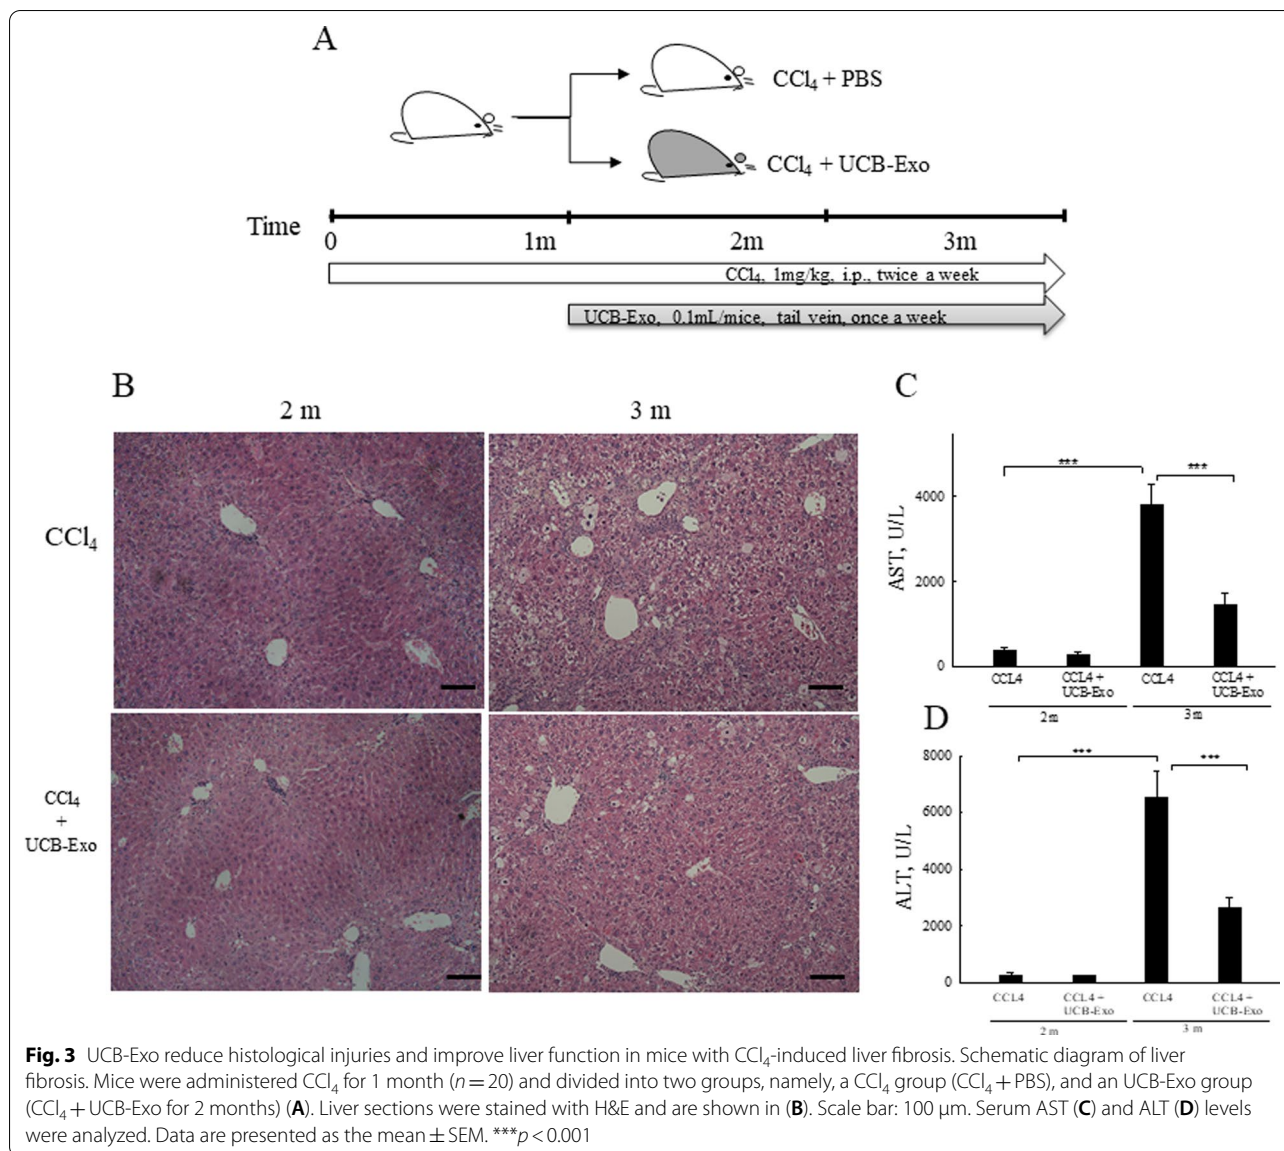 A
CCl₄ + PBS
CCl₄ + UCB-Exo
Time
0 1m 2m 3m
CCl₄, 1mg/kg, i.p., twice a week
UCB-Exo, 0.1mL/mice, tail vein, once a week
B
2 m 3 m
CCl₄
CCl₄
+
UCB-Exo
C
AST, U/L
4000
2000
0
*** ***
CCL4 CCL4 + UCB-Exo CCL4 CCL4 + UCB-Exo
2m 3m
D
ALT, U/L
8000
6000
4000
2000
0
*** ***
CCL4 CCL4 + UCB-Exo CCL4 CCL4 + UCB-Exo
2 m 3 m
Fig. 3 UCB-Exo reduce histological injuries and improve liver function in mice with CCl₄-induced liver fibrosis. Schematic diagram of liver
fibrosis. Mice were administered CCl₄ for 1 month (n = 20) and divided into two groups, namely, a CCl₄ group (CCl₄ + PBS), and an UCB-Exo group
(CCl₄ + UCB-Exo for 2 months) (A). Liver sections were stained with H&E and are shown in (B). Scale bar: 100 μm. Serum AST (C) and ALT (D) levels
were analyzed. Data are presented as the mean ± SEM. ***p < 0.001